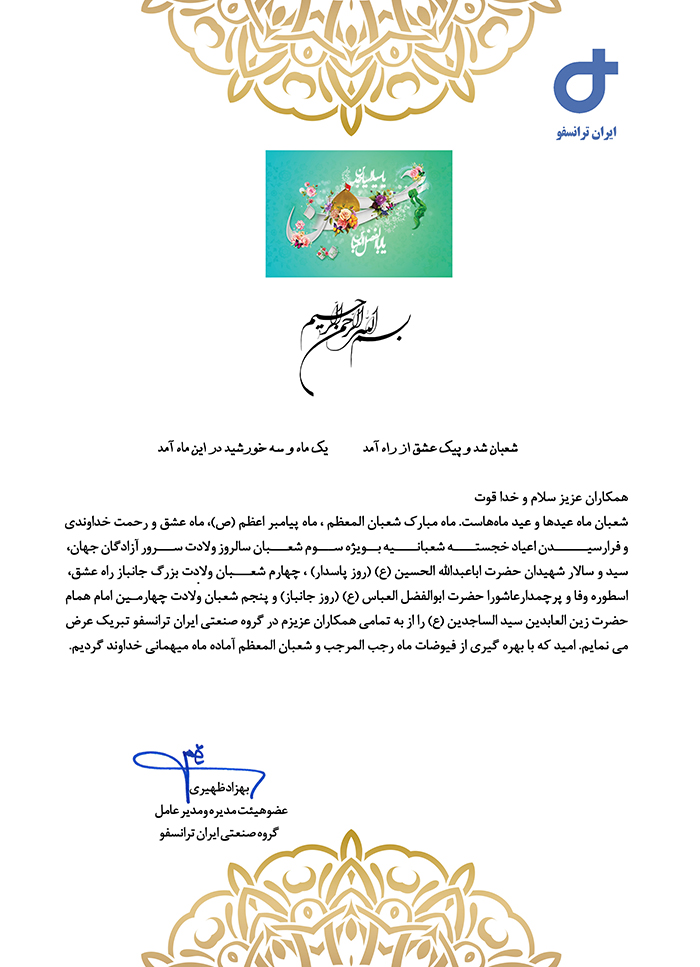 ایران ترانسفو
یا سیدالساجدین
حسین
یا اباالفضل العباس
بسم الله الرحمن الرحیم
شعبان شد و پیک عشق از راه آمد یک ماه و سه خورشید در این ماه آمد
همکاران عزیز سلام و خدا قوت
شعبان ماه عیدها و عید ماه‌هاست. ماه مبارک شعبان المعظم ، ماه پیامبر اعظم (ص)، ماه عشق و رحمت خداوندی
و فرارسیدن اعیاد خجسته شعبانیه بویژه سوم شعبان سالروز ولادت سرور آزادگان جهان،
سید و سالار شهیدان حضرت اباعبدالله الحسین (ع) (روز پاسدار) ، چهارم شعبان ولادت بزرگ جانباز راه عشق،
اسطوره وفا و پرچمدارعاشورا حضرت ابوالفضل العباس (ع) (روز جانباز) و پنجم شعبان ولادت چهارمین امام همام
حضرت زین العابدین سید الساجدین (ع) را از به تمامی همکاران عزیزم در گروه صنعتی ایران ترانسفو تبریک عرض
می نمایم. امید که با بهره گیری از فیوضات ماه رجب المرجب و شعبان المعظم آماده ماه میهمانی خداوند گردیم.
بهزاد ظهیری
عضو هیئت مدیره و مدیر عامل
گروه صنعتی ایران ترانسفو